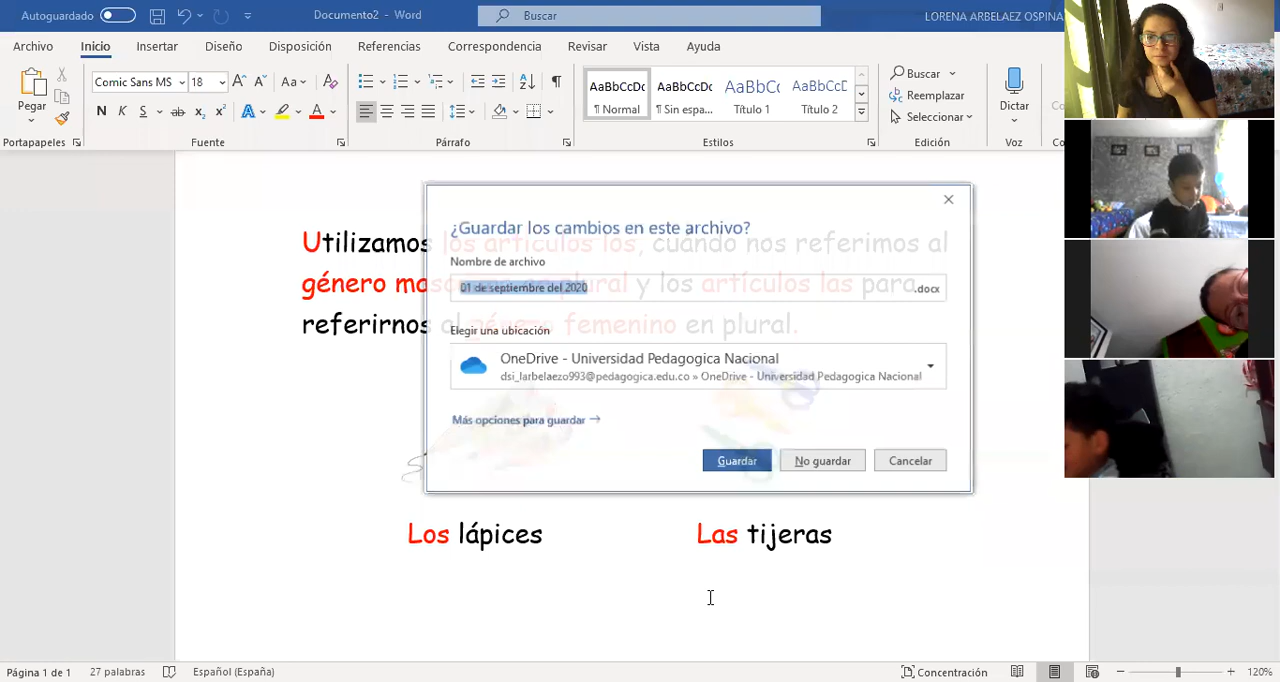 Autoguardado
Documento2 - Word
Buscar
LORENA ARBELAEZ OSPINA
Archivo Inicio Insertar Diseño Disposición Referencias Correspondencia Revisar Vista Ayuda
Pegar
Comic Sans MS 18
Aa
N K S ab x₂ x² A A
AaBbCcDc AaBbCcDc AaBbCc AaBbCcD
¶ Normal ¶ Sin espa... Título 1 Título 2
Buscar
Reemplazar
Seleccionar
Dictar
Portapapeles Fuente Párrafo Estilos Edición Voz
Utilizamos los artículos los, cuando nos referimos al
género masculino en plural y los artículos las para
referirnos al género femenino en plural.
¿Guardar los cambios en este archivo?
Nombre de archivo
01 de septiembre del 2020 .docx
Elegir una ubicación
OneDrive - Universidad Pedagogica Nacional
dsi_larbelaezo993@pedagogica.edu.co » OneDrive - Universidad Pedagogica Nacional
Más opciones para guardar →
Guardar No guardar Cancelar
Los lápices Las tijeras
Página 1 de 1 27 palabras Español (España) Concentración 120%